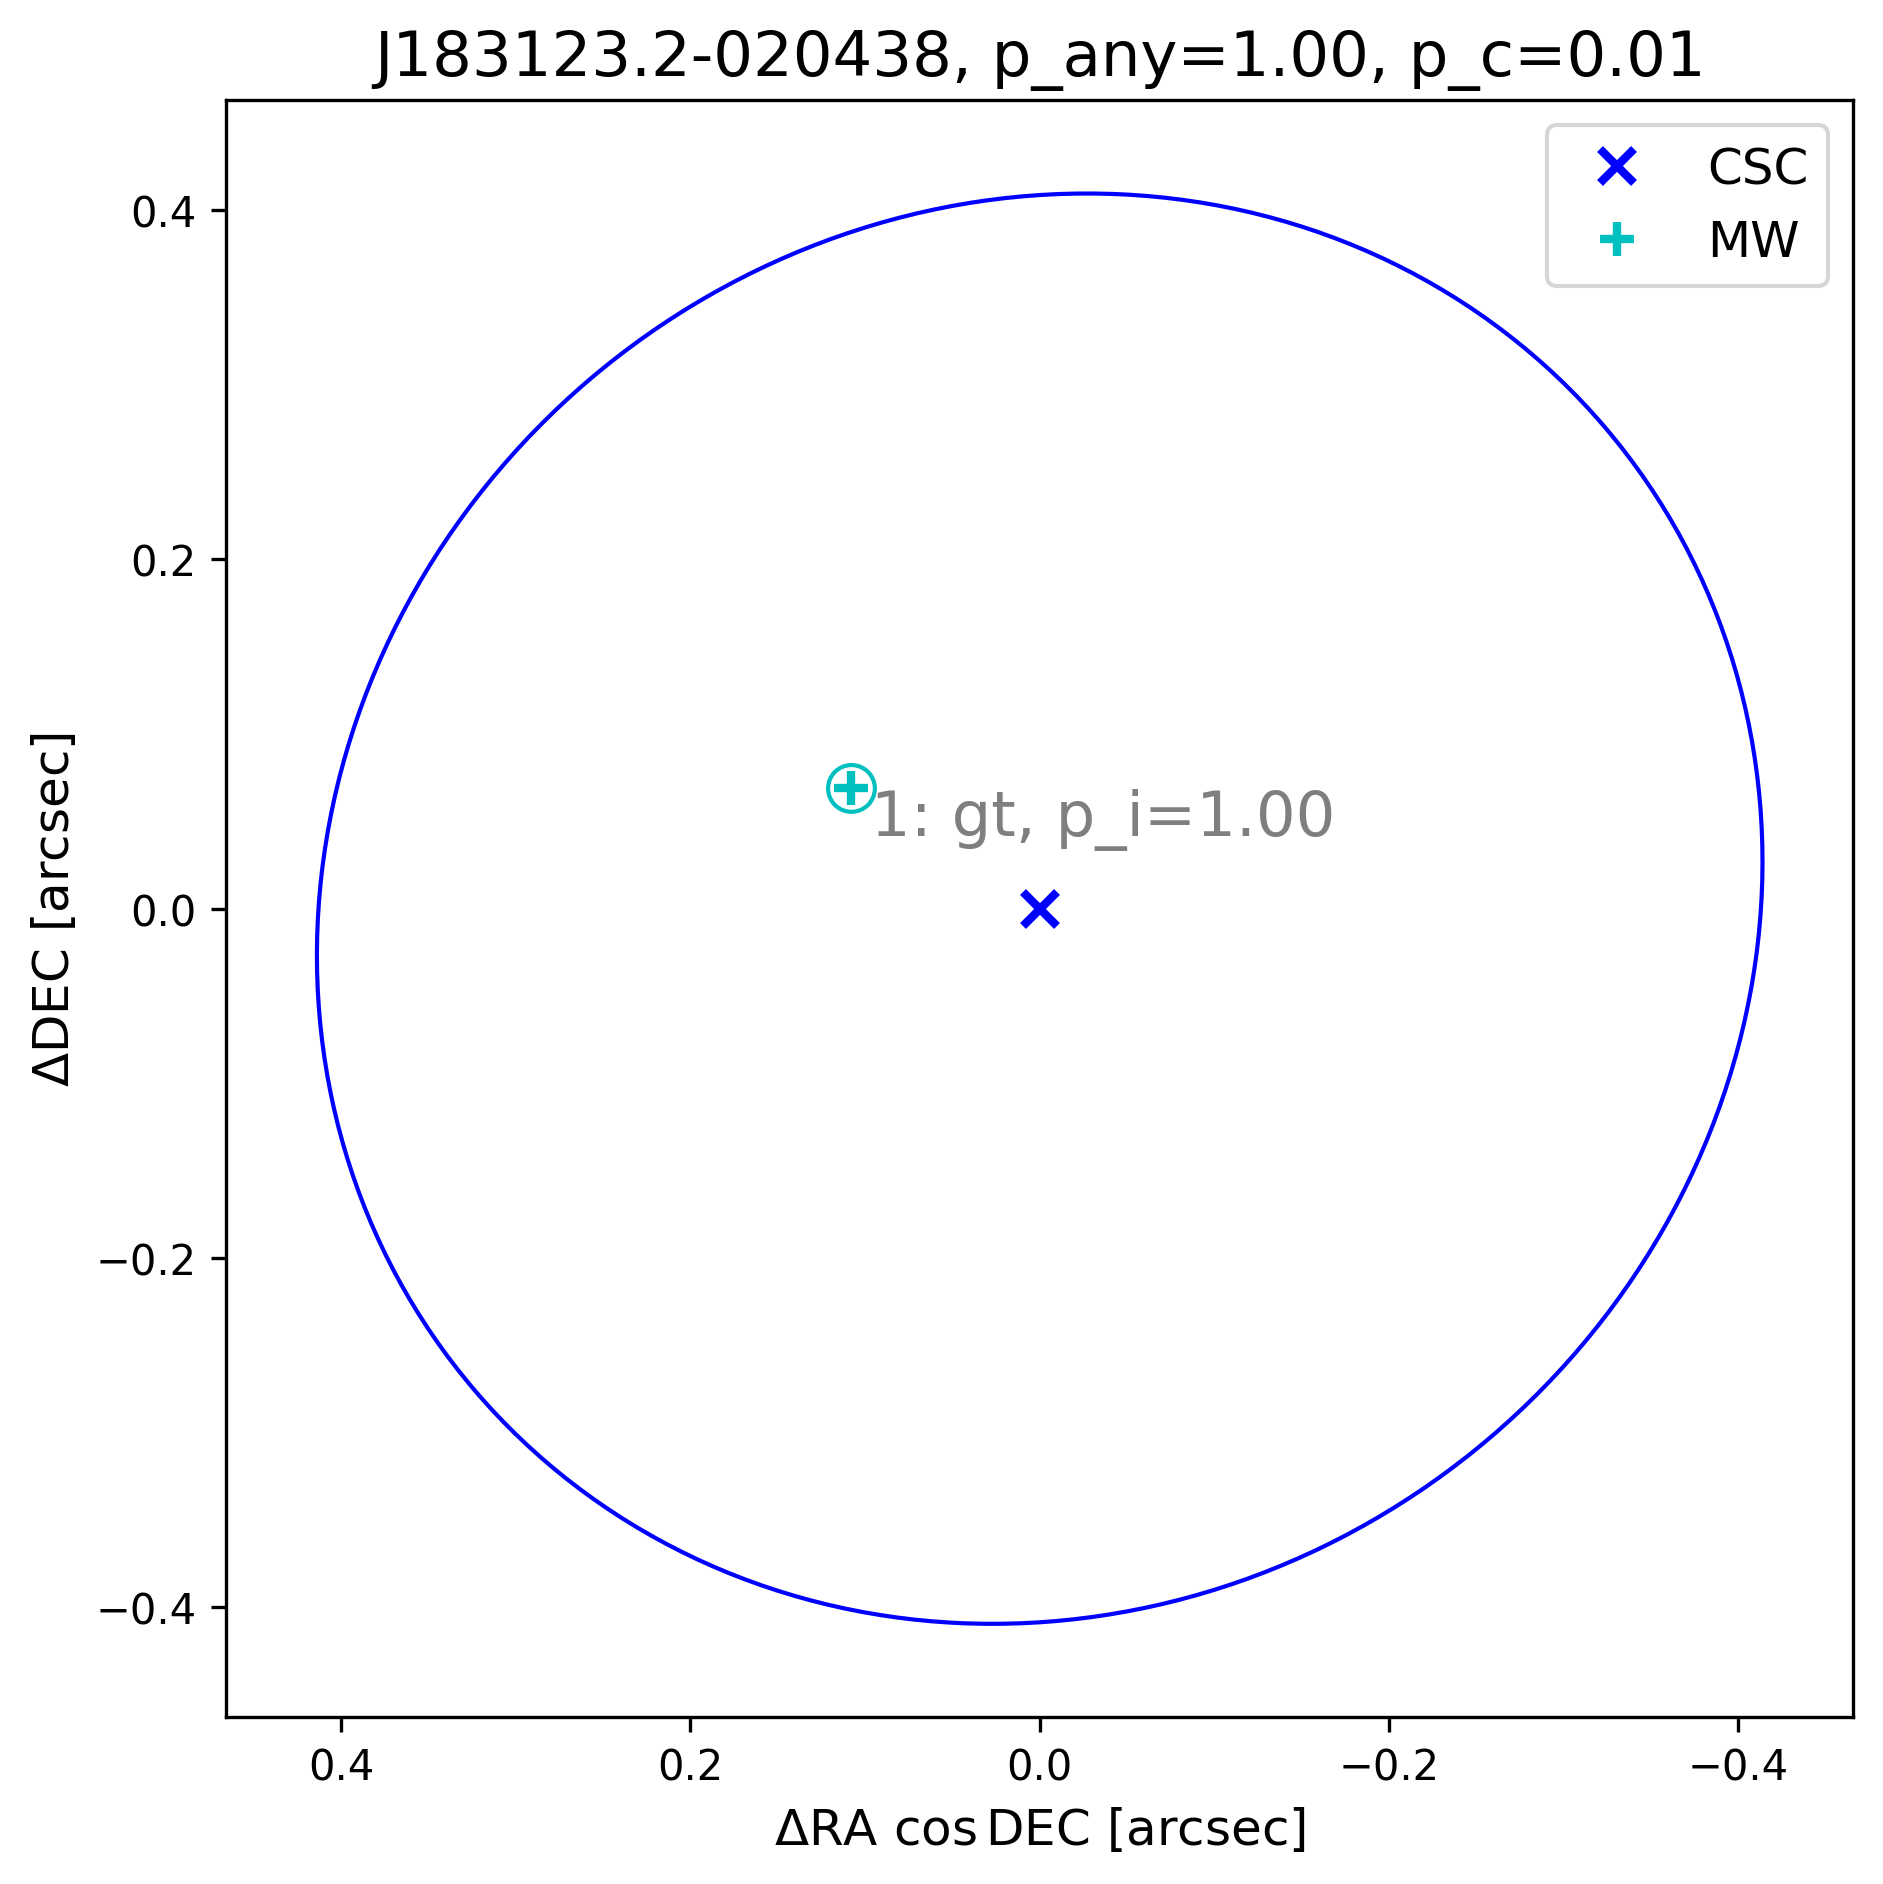 J183123.2-020438, p_any=1.00, p_c=0.01
CSC
MW
0.4
0.2
0.0
−0.2
−0.4
ΔDEC [arcsec]
1: gt, p_i=1.00
0.4
0.2
0.0
−0.2
−0.4
ΔRA cos DEC [arcsec]